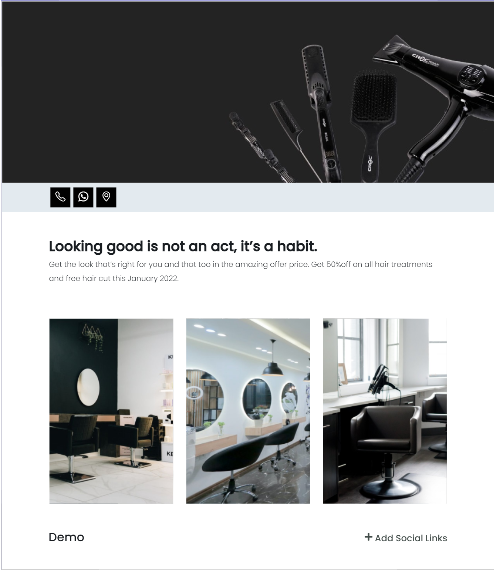 CROC
CROC
Looking good is not an act, it's a habit.
Get the look that's right for you and that too in the amazing offer price. Get 50%off on all hair treatments
and free hair cut this January 2022.
Demo
+ Add Social Links